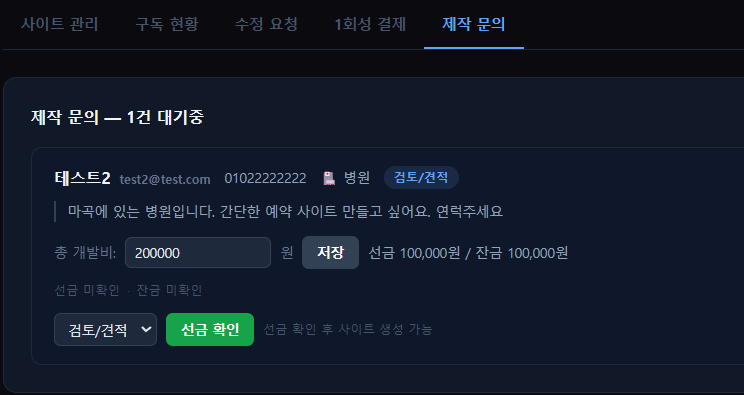 사이트 관리 구독 현황 수정 요청 1회성 결제 제작 문의
제작 문의 — 1건 대기중
테스트2 test2@test.com 01022222222 병원 검토/견적
마곡에 있는 병원입니다. 간단한 예약 사이트 만들고 싶어요. 연럭주세요
총 개발비: 200000 원 저장 선금 100,000원 / 잔금 100,000원
선금 미확인 · 잔금 미확인
검토/견적 선금 확인 선금 확인 후 사이트 생성 가능